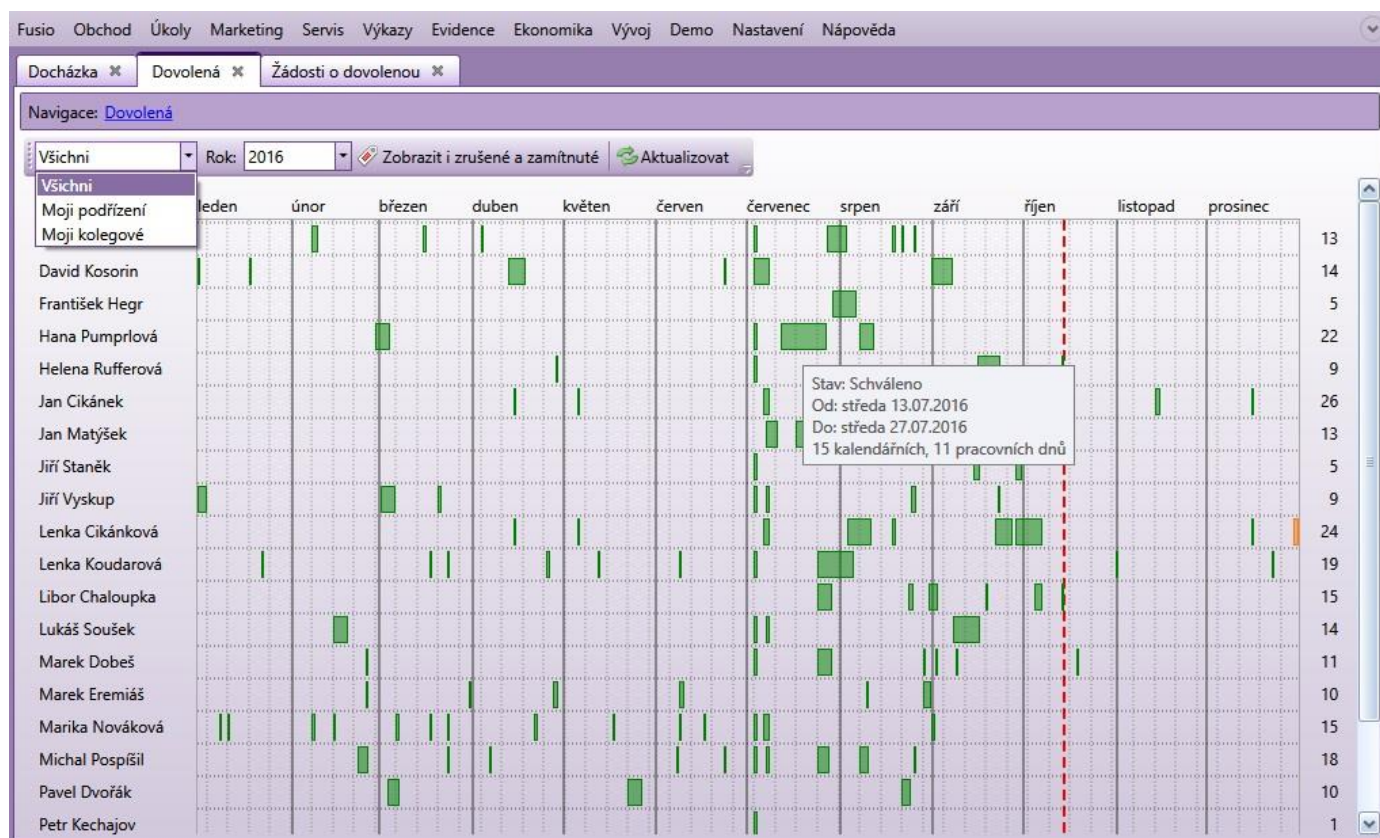 Fusio Obchod Úkoly Marketing Servis Výkazy Evidence Ekonomika Vývoj Demo Nastavení Nápověda
Docházka Dovolená Žádosti o dovolenou
Navigace: Dovolená
Všichni Rok: 2016 Zobrazit i zrušené a zamítnuté Aktualizovat
Všichni
Moji podřízení
Moji kolegové
leden únor březen duben květen červen červenec srpen září říjen listopad prosinec
13
David Kosorin 14
František Hegr 5
Hana Pumprlová 22
Helena Rufferová 9
Stav: Schváleno
Od: středa 13.07.2016
Do: středa 27.07.2016
15 kalendářních, 11 pracovních dnů
Jan Cikánek 26
Jan Matýšek 13
Jiří Staněk 5
Jiří Vyskup 9
Lenka Cikánková 24
Lenka Koudarová 19
Libor Chaloupka 15
Lukáš Soušek 14
Marek Dobeš 11
Marek Eremiáš 10
Marika Nováková 15
Michal Pospíšil 18
Pavel Dvořák 10
Petr Kechajov 1